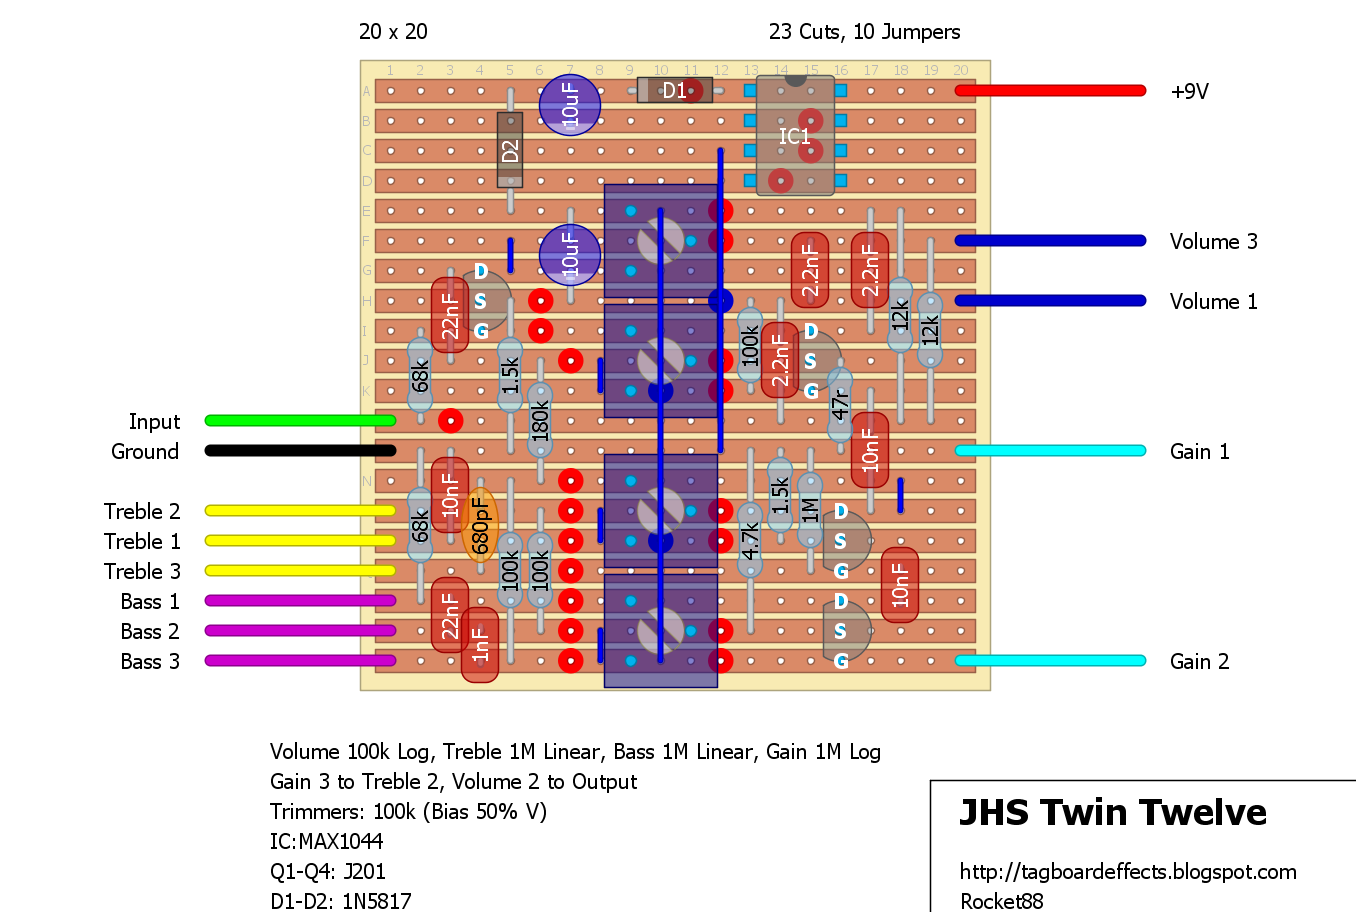 20 x 20
23 Cuts, 10 Jumpers
1 2 3 4 5 6 7 8 9 10 11 12 13 14 15 16 17 18 19 20
A
D1
+9V
10uF
B
IC1
C
D2
D
E
F
Volume 3
10uF
2.2nF
2.2nF
G
D
H
S
Volume 1
22nF
12k
12k
I
G
D
100k
J
S
68k
1.5k
2.2nF
K
G
47r
180k
Input
Ground
10nF
Gain 1
N
10nF
1.5k
1M
Treble 2
D
68k
680pF
4.7k
Treble 1
S
Treble 3
G
100k
100k
10nF
Bass 1
D
22nF
Bass 2
S
1nF
Bass 3
G
Gain 2
Volume 100k Log, Treble 1M Linear, Bass 1M Linear, Gain 1M Log
Gain 3 to Treble 2, Volume 2 to Output
Trimmers: 100k (Bias 50% V)
IC:MAX1044
Q1-Q4: J201
D1-D2: 1N5817
JHS Twin Twelve
http://tagboardeffects.blogspot.com
Rocket88